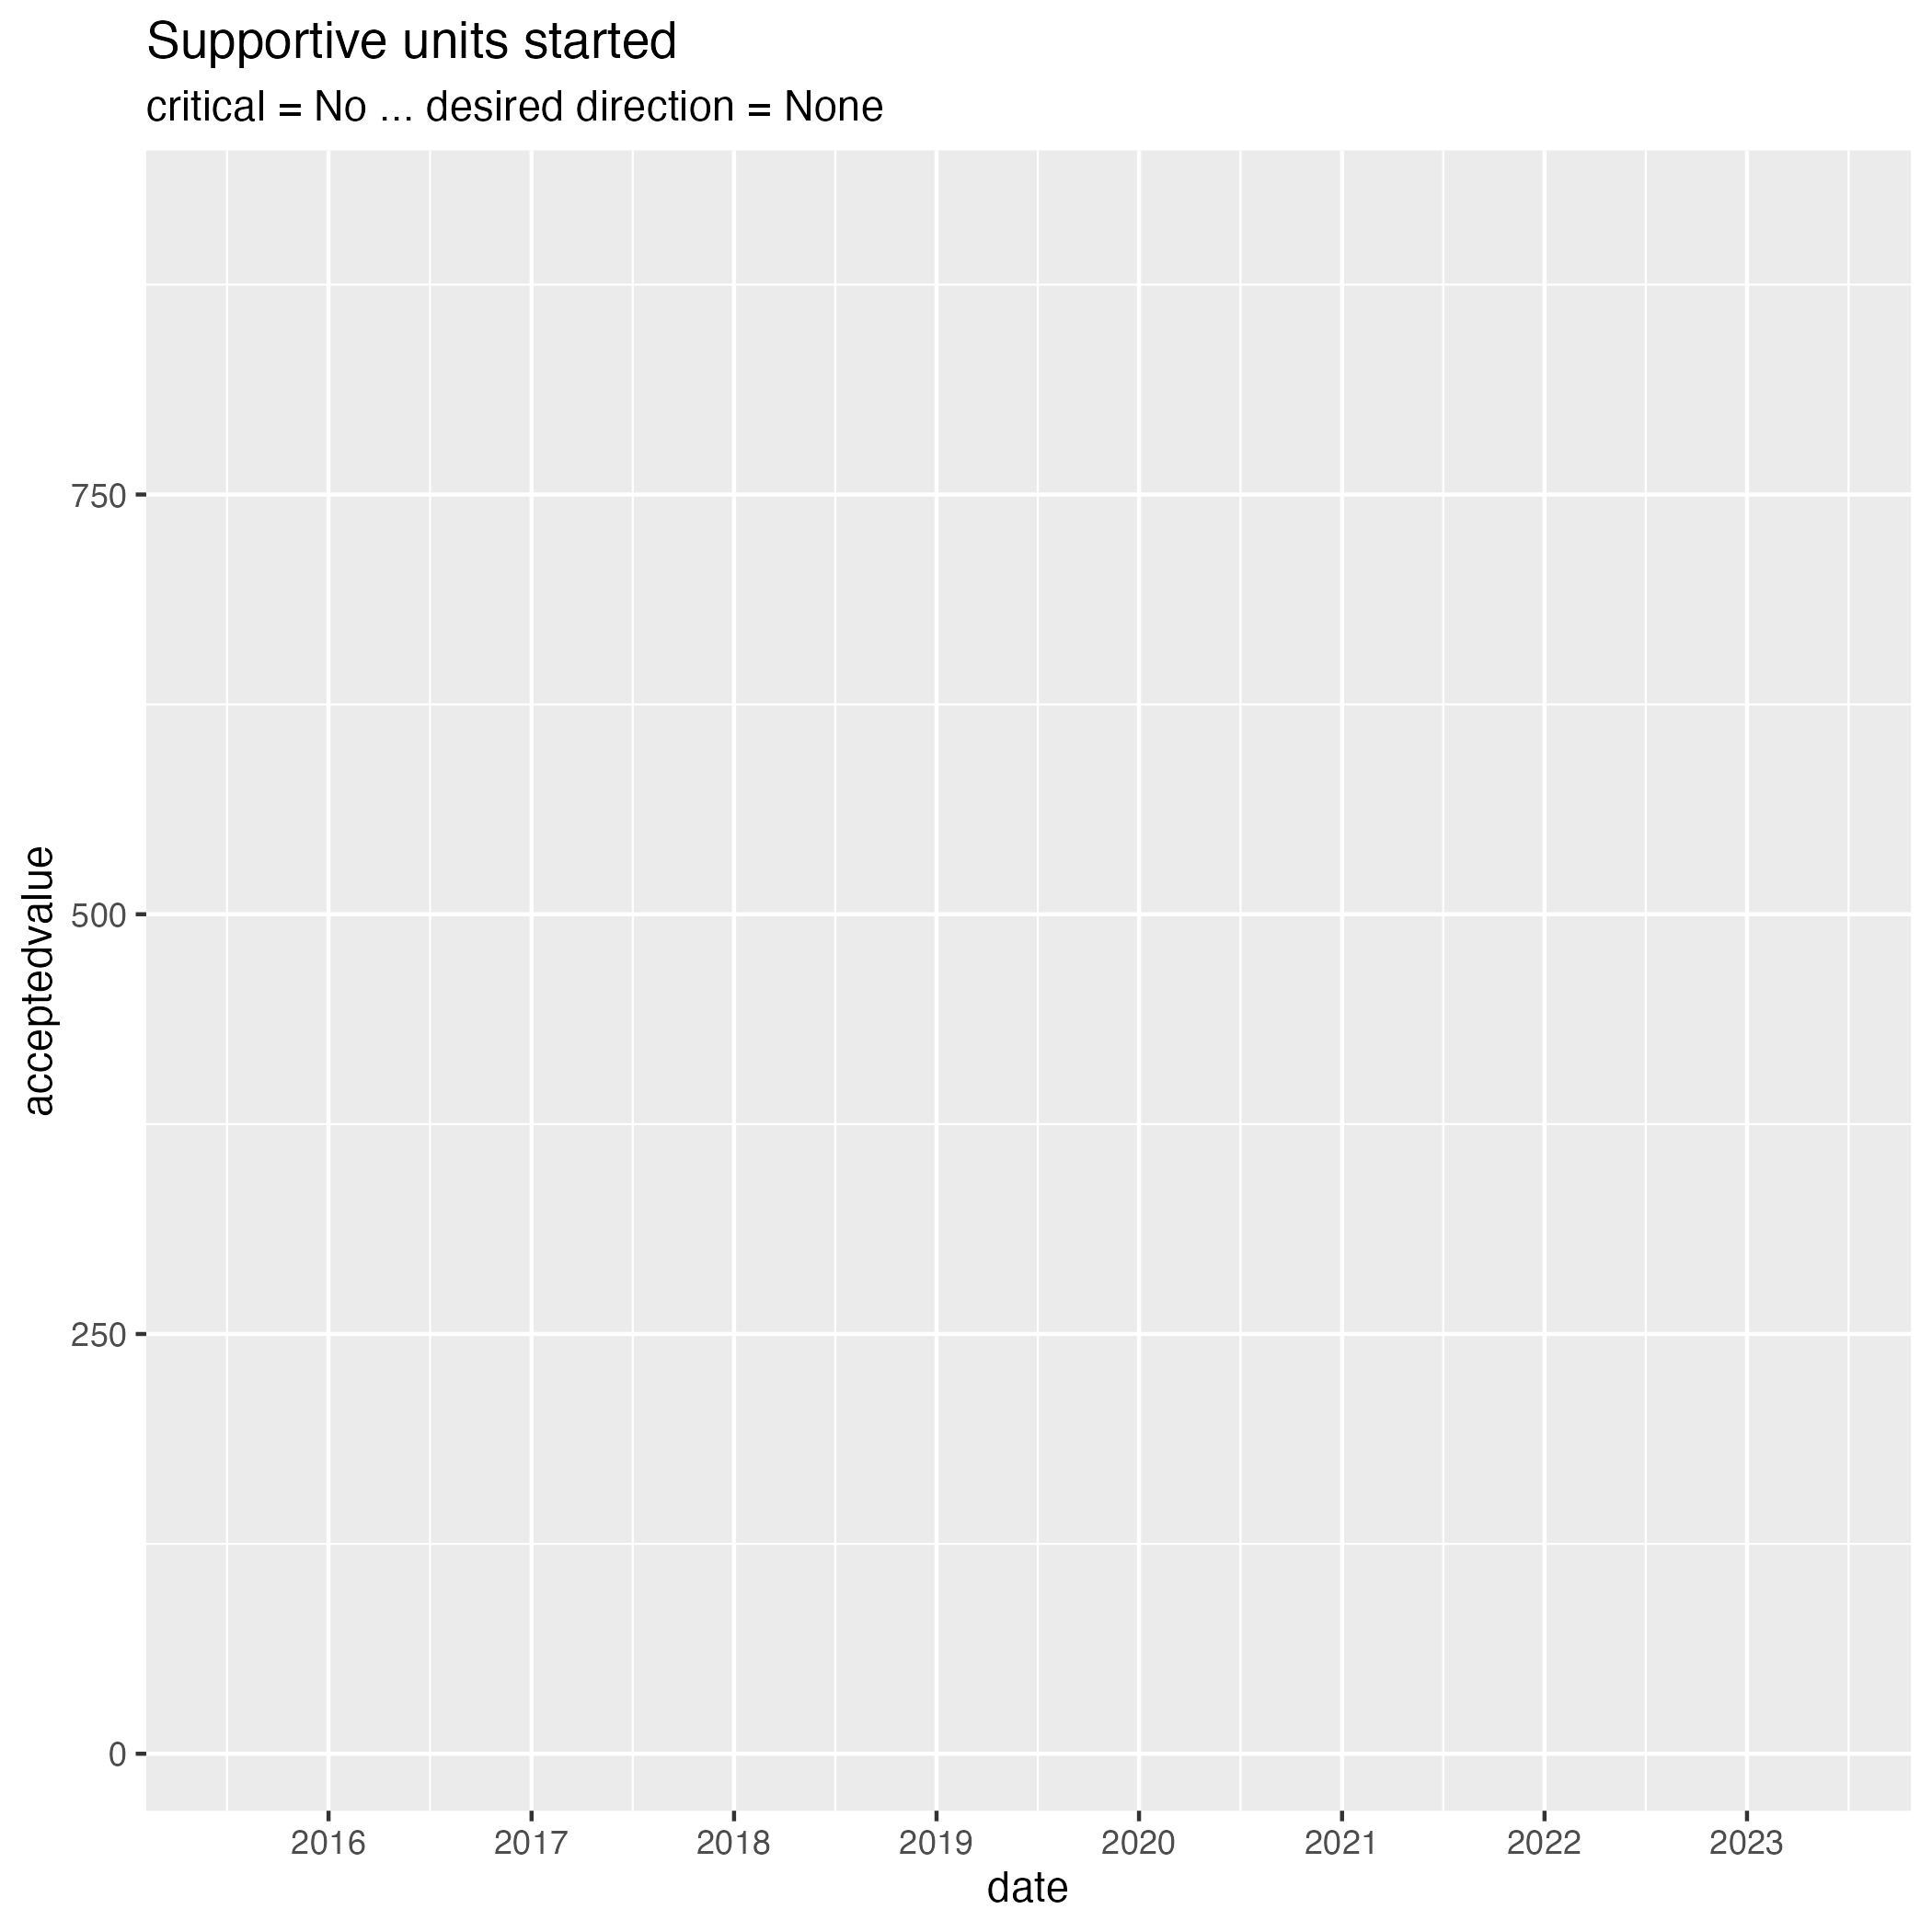 Supportive units started
critical = No ... desired direction = None
acceptedvalue
750
500
250
0
2016 2017 2018 2019 2020 2021 2022 2023
date